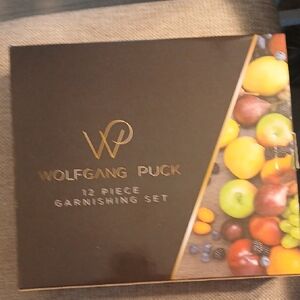 WP
WOLFGANG PUCK
12 PIECE
GARNISHING SET